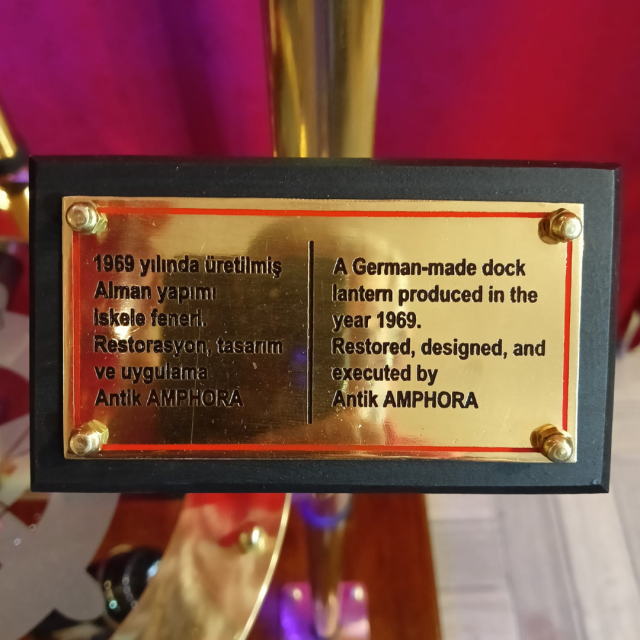 1969 yılında üretilmiş
Alman yapımı
İskele feneri.
Restorasyon, tasarım
ve uygulama
Antik AMPHORA
A German-made dock
lantern produced in the
year 1969.
Restored, designed, and
executed by
Antik AMPHORA